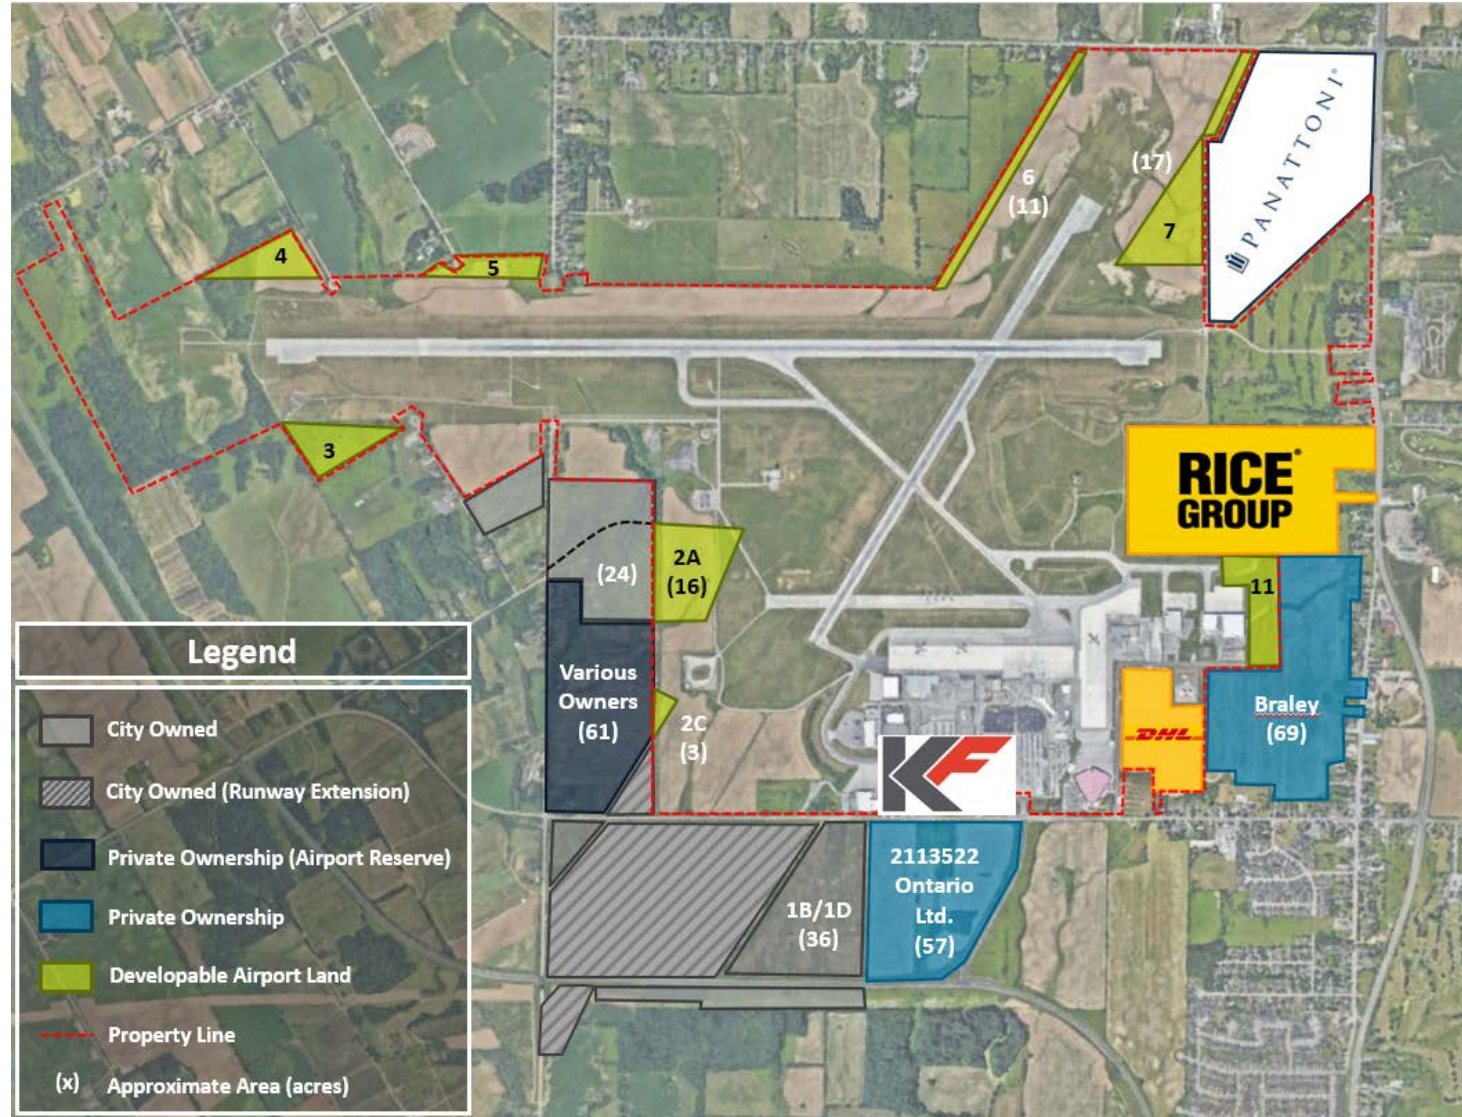 PANATTONI®
(17)
6
(11)
7
4
5
3
RICE®
GROUP
2A
(16)
(24)
11
Various
Owners
(61)
2C
(3)
Braley
(69)
DHL
KF
2113522
Ontario
Ltd.
(57)
1B/1D
(36)
Legend
City Owned
City Owned (Runway Extension)
Private Ownership (Airport Reserve)
Private Ownership
Developable Airport Land
Property Line
(x) Approximate Area (acres)